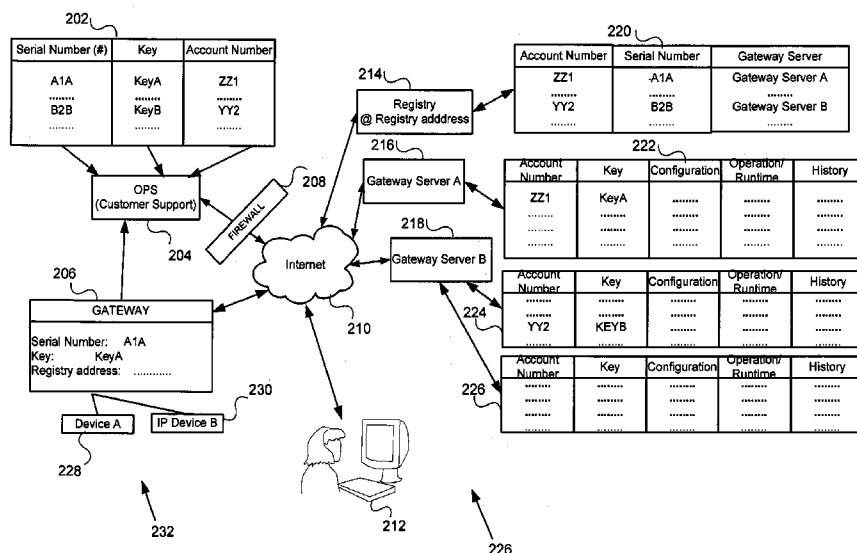 202
Serial Number (#) Key Account Number
A1A KeyA ZZ1
........ ........ ........
B2B KeyB YY2
........ ........ ........
OPS
(Customer Support)
204
208
FIREWALL
206
GATEWAY
Serial Number: A1A
Key: KeyA
Registry address: ............
Device A
228
IP Device B
230
232
Internet
210
212
214
Registry
@ Registry adddress
216
Gateway Server A
218
Gateway Server B
220
Account Number Serial Number Gateway Server
ZZ1 A1A Gateway Server A
........ ........ ........
YY2 B2B Gateway Server B
........ ........ ........
222
Account Number Key Configuration Operation/Runtime History
ZZ1 KeyA ........ ........ ........
........ ........ ........ ........ ........
........ ........ ........ ........ ........
........ ........ ........ ........ ........
224
Account Number Key Configuration Operation/Runtime History
........ ........ ........ ........ ........
YY2 KEYB ........ ........ ........
........ ........ ........ ........ ........
226
Account Number Key Configuration Operation/Runtime History
........ ........ ........ ........ ........
........ ........ ........ ........ ........
........ ........ ........ ........ ........
........ ........ ........ ........ ........
226